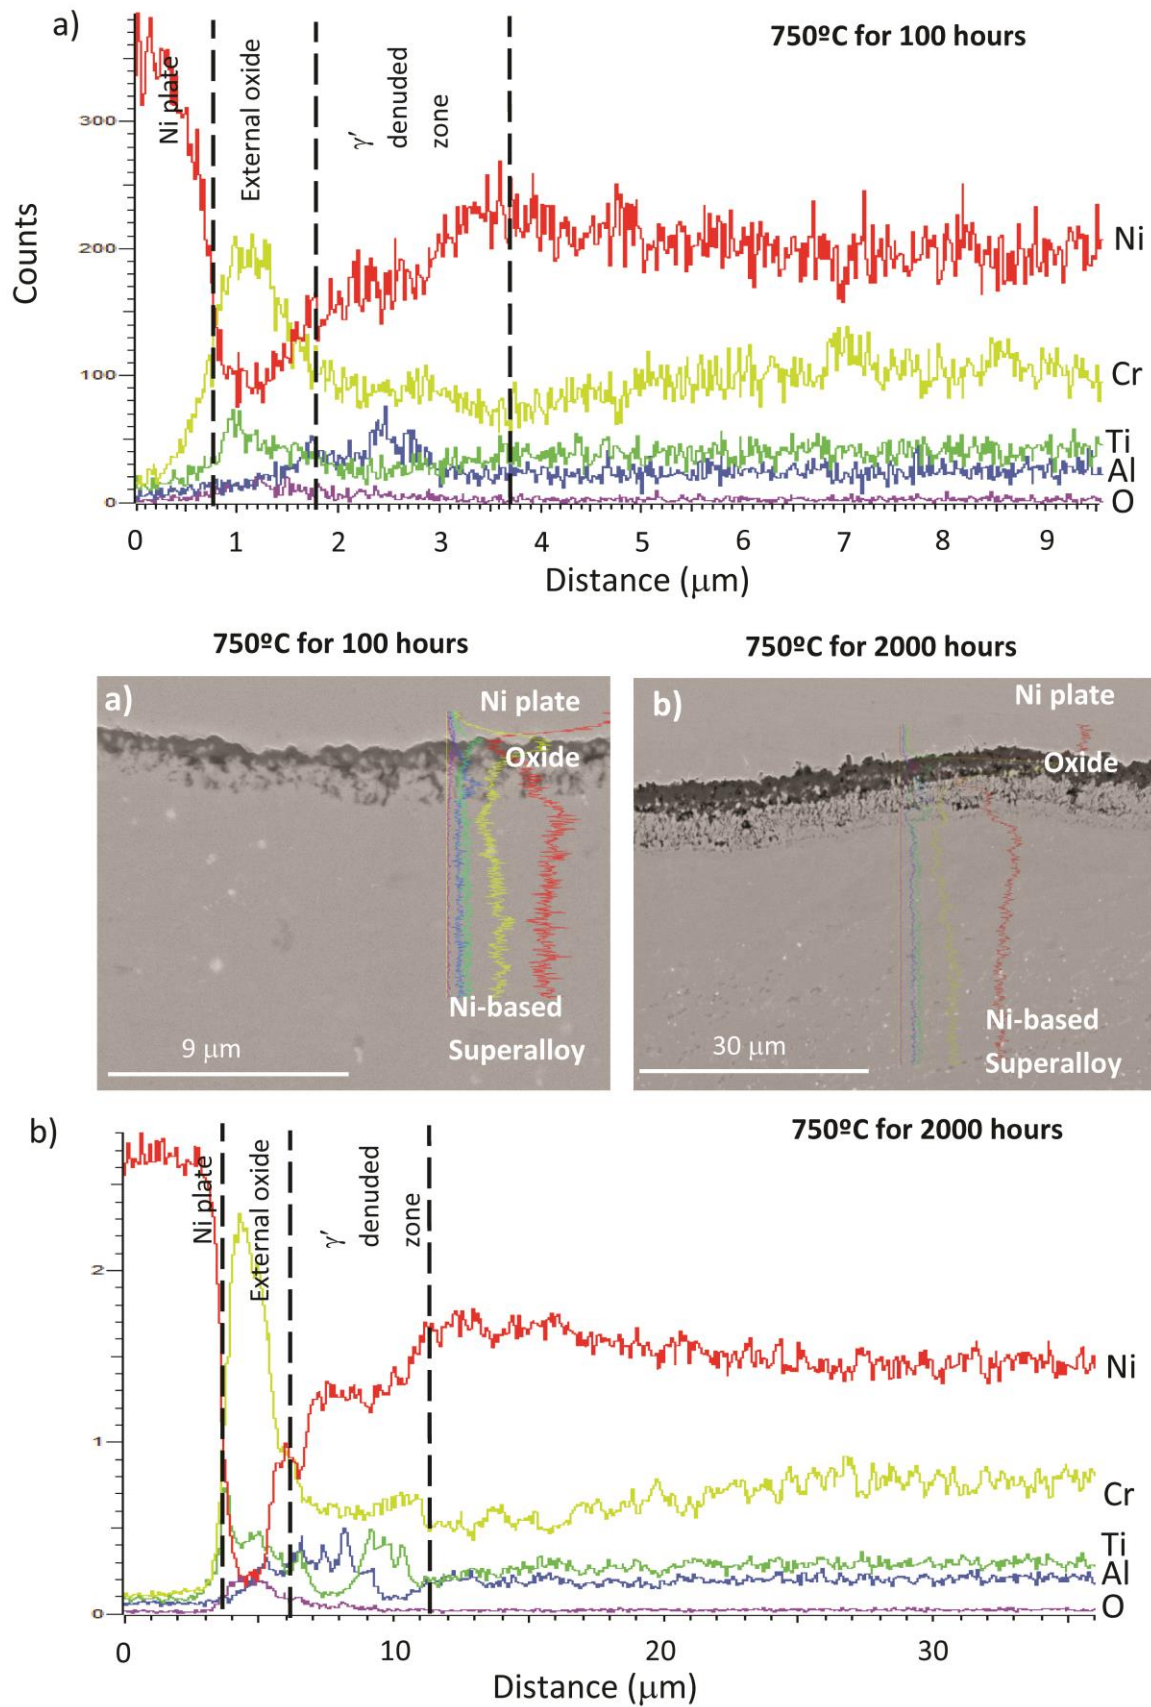 a)
750ºC for 100 hours
Ni plate
External oxide
γ′
denuded
zone
300
200
100
0
Counts
Ni
Cr
Ti
Al
O
0 1 2 3 4 5 6 7 8 9
Distance (μm)
750ºC for 100 hours
750ºC for 2000 hours
a)
Ni plate
Oxide
Ni-based
Superalloy
9 μm
b)
Ni plate
Oxide
Ni-based
Superalloy
30 μm
b)
750ºC for 2000 hours
Ni plate
External oxide
γ′
denuded
zone
2
1
0
Ni
Cr
Ti
Al
O
0 10 20 30
Distance (μm)